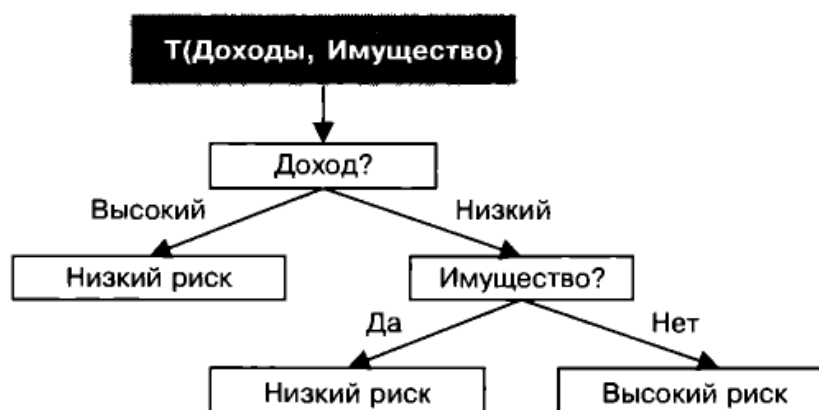 Т(Доходы, Имущество)
Доход?
Высокий
Низкий
Низкий риск
Имущество?
Да
Нет
Низкий риск
Высокий риск